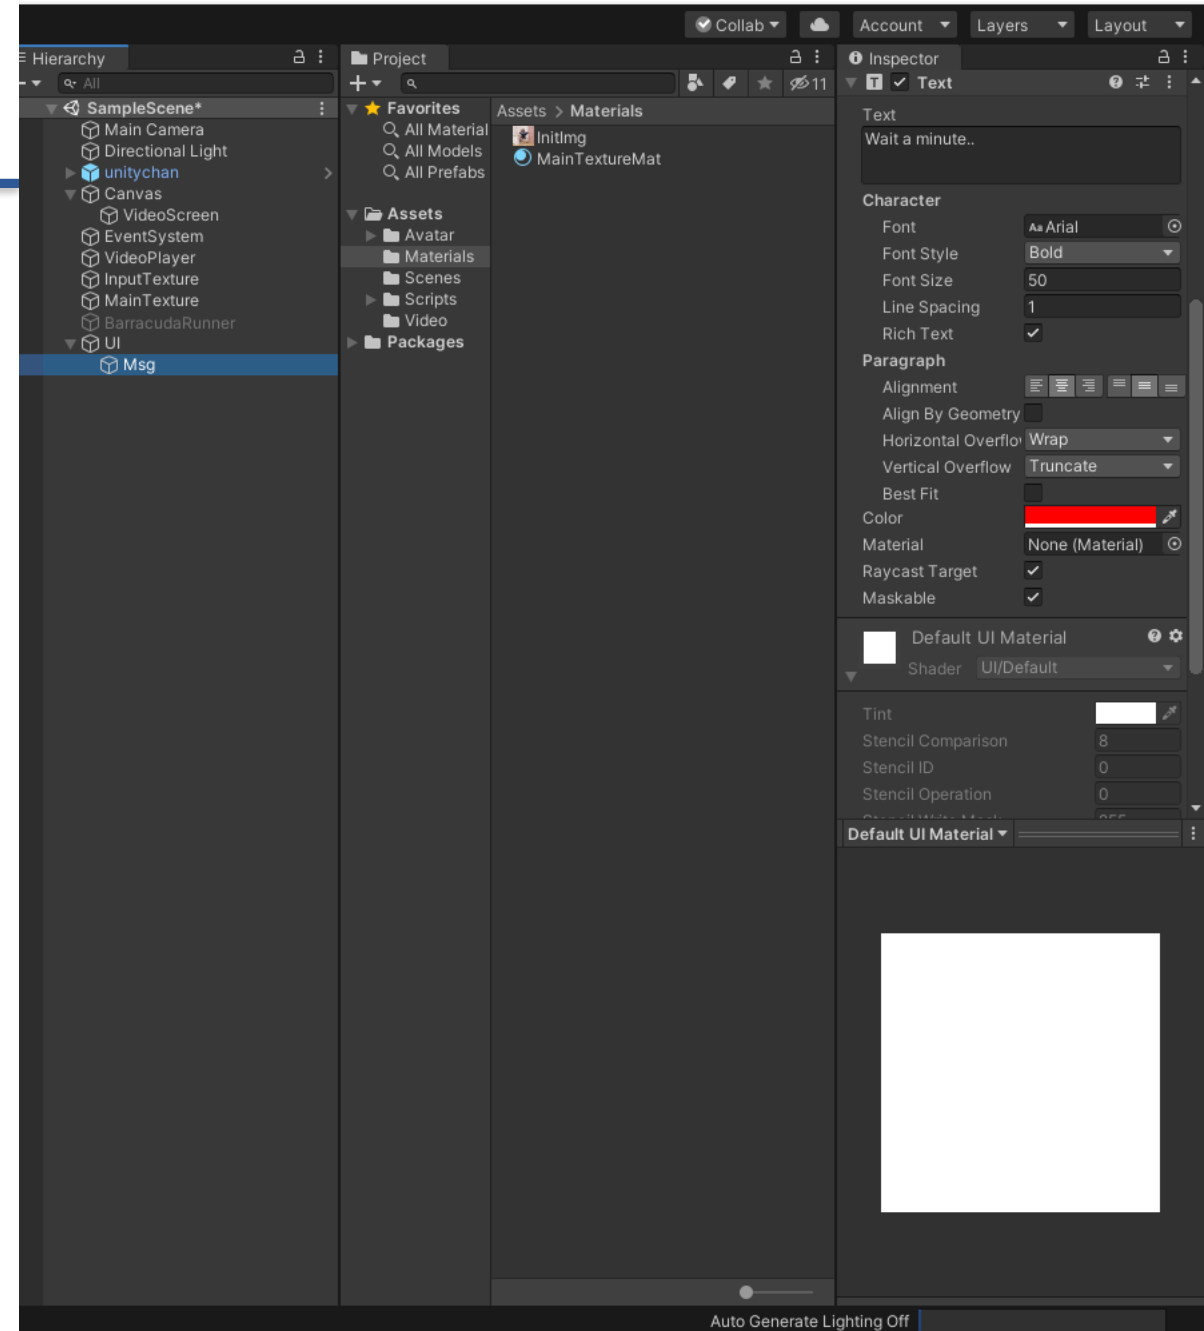 Collab
Account
Layers
Layout
Hierarchy
All
SampleScene*
Main Camera
Directional Light
unitychan
Canvas
VideoScreen
EventSystem
VideoPlayer
InputTexture
MainTexture
BarracudaRunner
UI
Msg
Project
11
Favorites
All Material
All Models
All Prefabs
Assets
Avatar
Materials
Scenes
Scripts
Video
Packages
Assets > Materials
InitImg
MainTextureMat
Inspector
Text
Text
Wait a minute..
Character
Font Aa Arial
Font Style Bold
Font Size 50
Line Spacing 1
Rich Text
Paragraph
Alignment
Align By Geometry
Horizontal Overflo Wrap
Vertical Overflow Truncate
Best Fit
Color
Material None (Material)
Raycast Target
Maskable
Default UI Material
Shader UI/Default
Tint
Stencil Comparison 8
Stencil ID 0
Stencil Operation 0
Default UI Material
Auto Generate Lighting Off